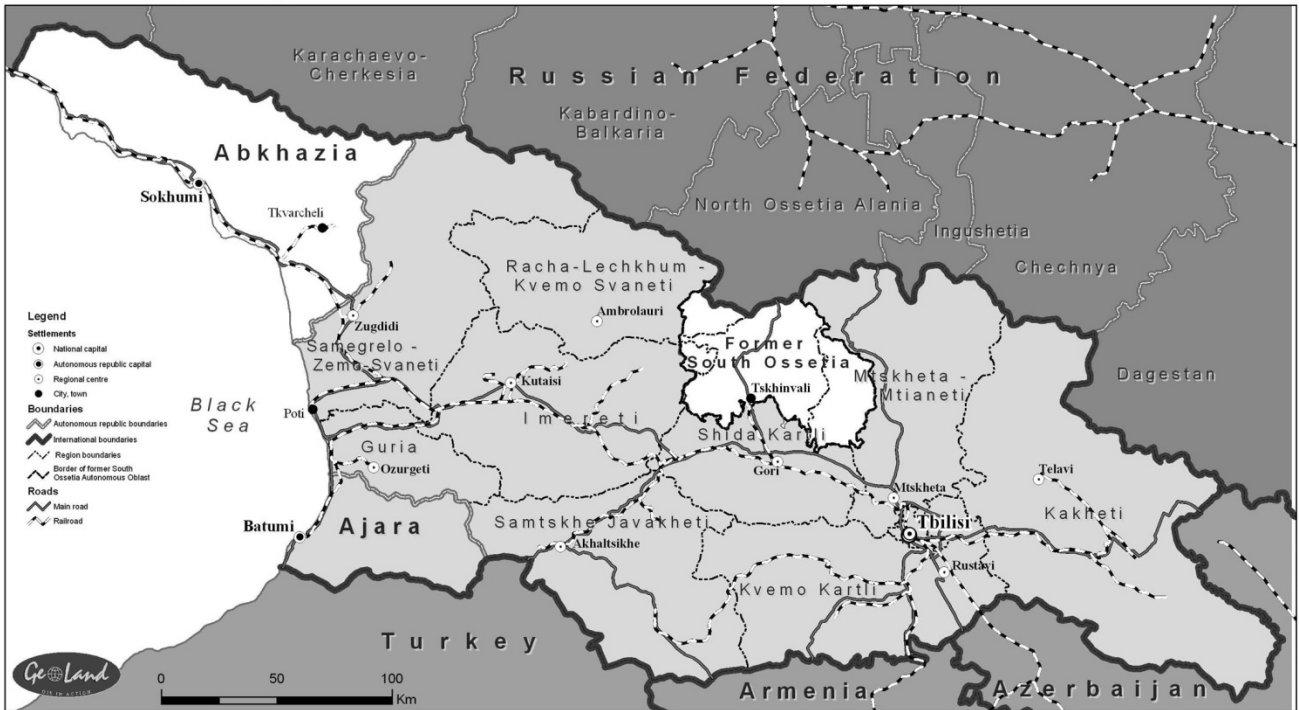 Karachaevo-
Cherkesia
Russian Federation
Kabardino-
Balkaria
Abkhazia
Sokhumi
Tkvarcheli
North Ossetia Alania
Ingushetia
Chechnya
Dagestan
Racha-Lechkhum -
Kvemo Svaneti
Ambrolauri
Zugdidi
Samegrelo -
Zemo-Svaneti
Former
South Ossetia
Tskhinvali
Mtskheta -
Mtianeti
Kutaisi
Imereti
Black
Sea
Poti
Guria
Ozurgeti
Shida Kartli
Gori
Mtskheta
Telavi
Kakheti
Tbilisi
Batumi
Ajara
Samtskhe Javakheti
Akhaltsikhe
Rustavi
Kvemo Kartli
Turkey
Armenia
Azerbaijan
Legend
Settlements
National capital
Autonomous republic capital
Regional centre
City, town
Boundaries
Autonomous republic boundaries
International boundaries
Region boundaries
Border of former South
Ossetia Autonomous Oblast
Roads
Main road
Railroad
GeoLand
GIS IN ACTION
0 50 100
Km